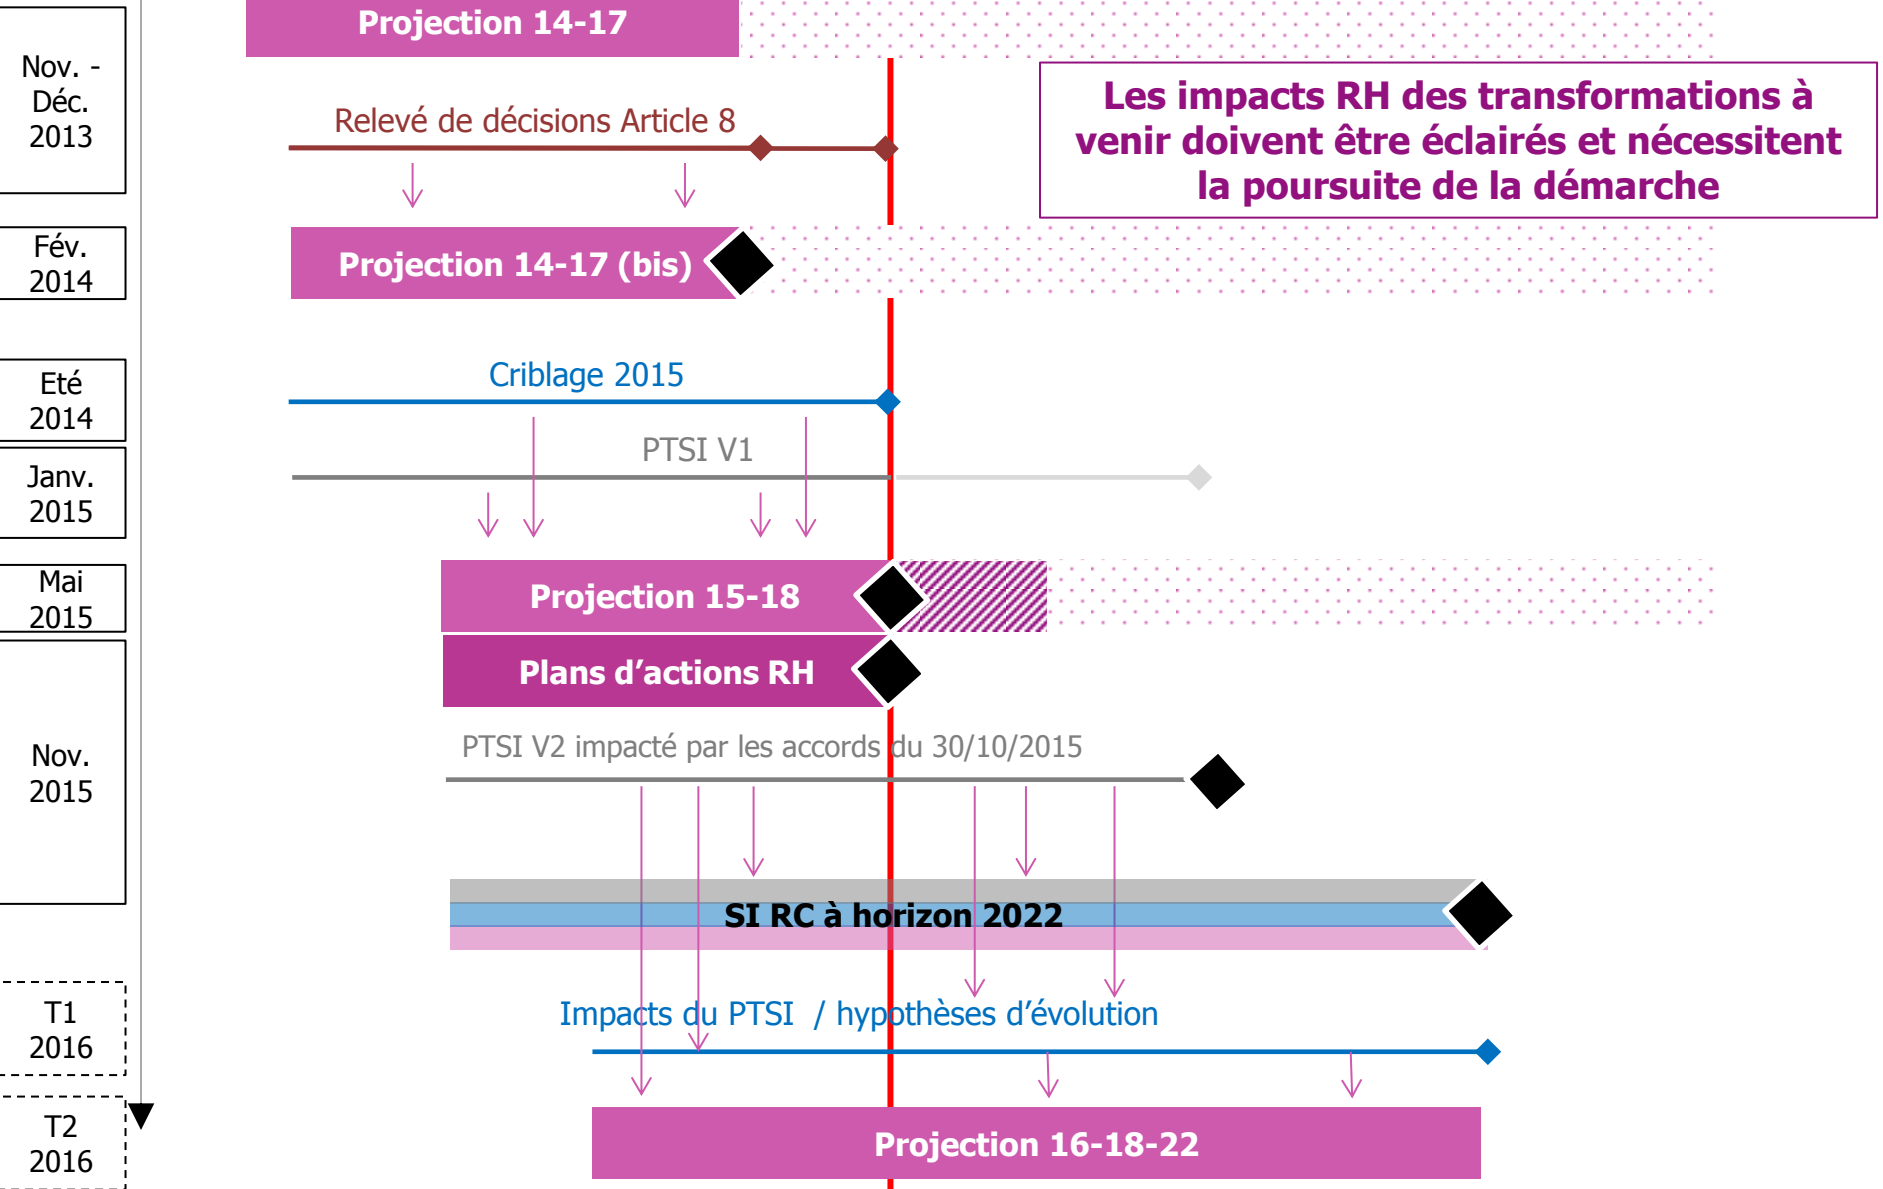 Projection 14-17
Nov. -
Déc.
2013
Les impacts RH des transformations à
venir doivent être éclairés et nécessitent
la poursuite de la démarche
Relevé de décisions Article 8
Fév.
2014
Projection 14-17 (bis)
Eté
2014
Criblage 2015
Janv.
2015
PTSI V1
Mai
2015
Projection 15-18
Plans d’actions RH
Nov.
2015
PTSI V2 impacté par les accords du 30/10/2015
SI RC à horizon 2022
T1
2016
Impacts du PTSI / hypothèses d’évolution
T2
2016
Projection 16-18-22